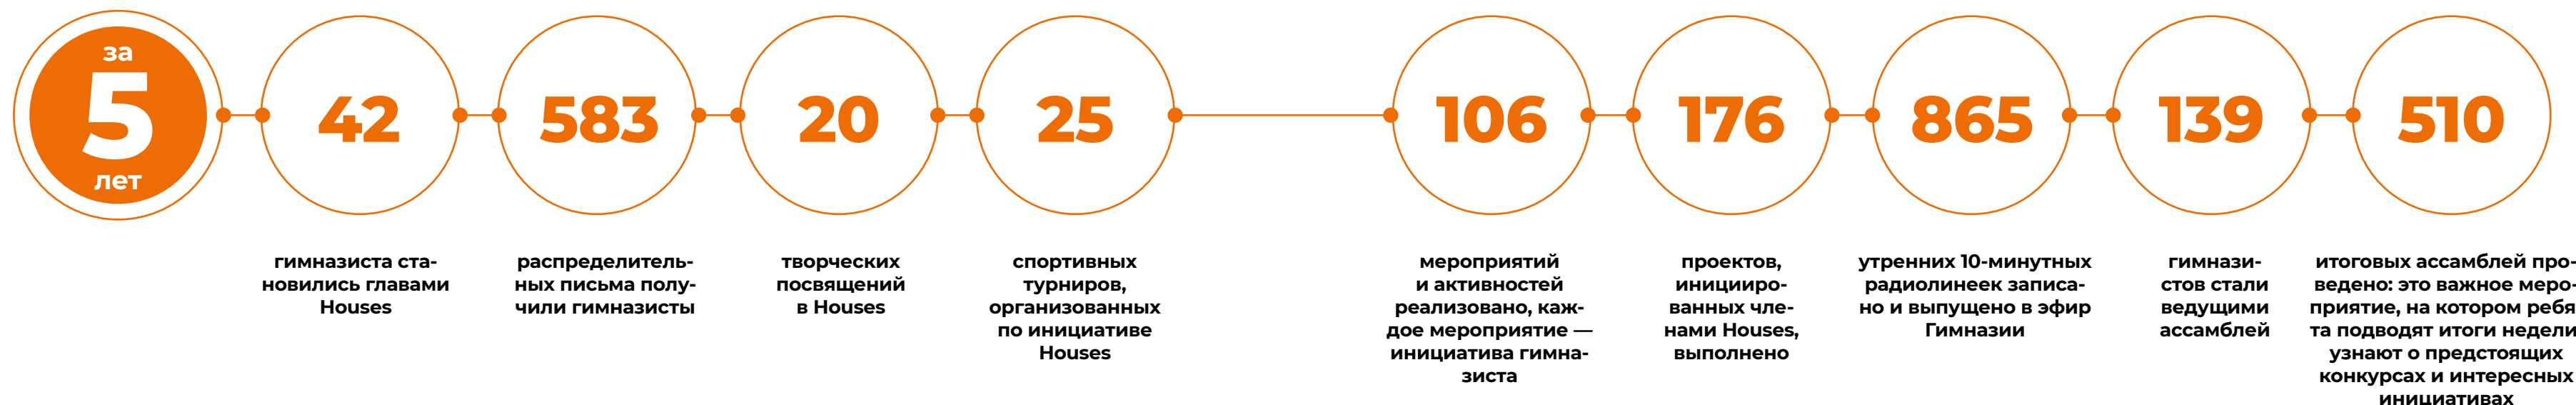 за
5
лет
42
гимназиста ста-
новились главами
Houses
583
распределитель-
ных письма полу-
чили гимназисты
20
творческих
посвящений
в Houses
25
спортивных
турниров,
организованных
по инициативе
Houses
106
мероприятий
и активностей
реализовано, каж-
дое мероприятие —
инициатива гимна-
зиста
176
проектов,
иницииро-
ванных чле-
нами Houses,
выполнено
865
утренних 10-минутных
радиолинеек записа-
но и выпущено в эфир
Гимназии
139
гимнази-
стов стали
ведущими
ассамблей
510
итоговых ассамблей про-
ведено: это важное меро-
приятие, на котором ребя
та подводят итоги недели
узнают о предстоящих
конкурсах и интересных
инициативах